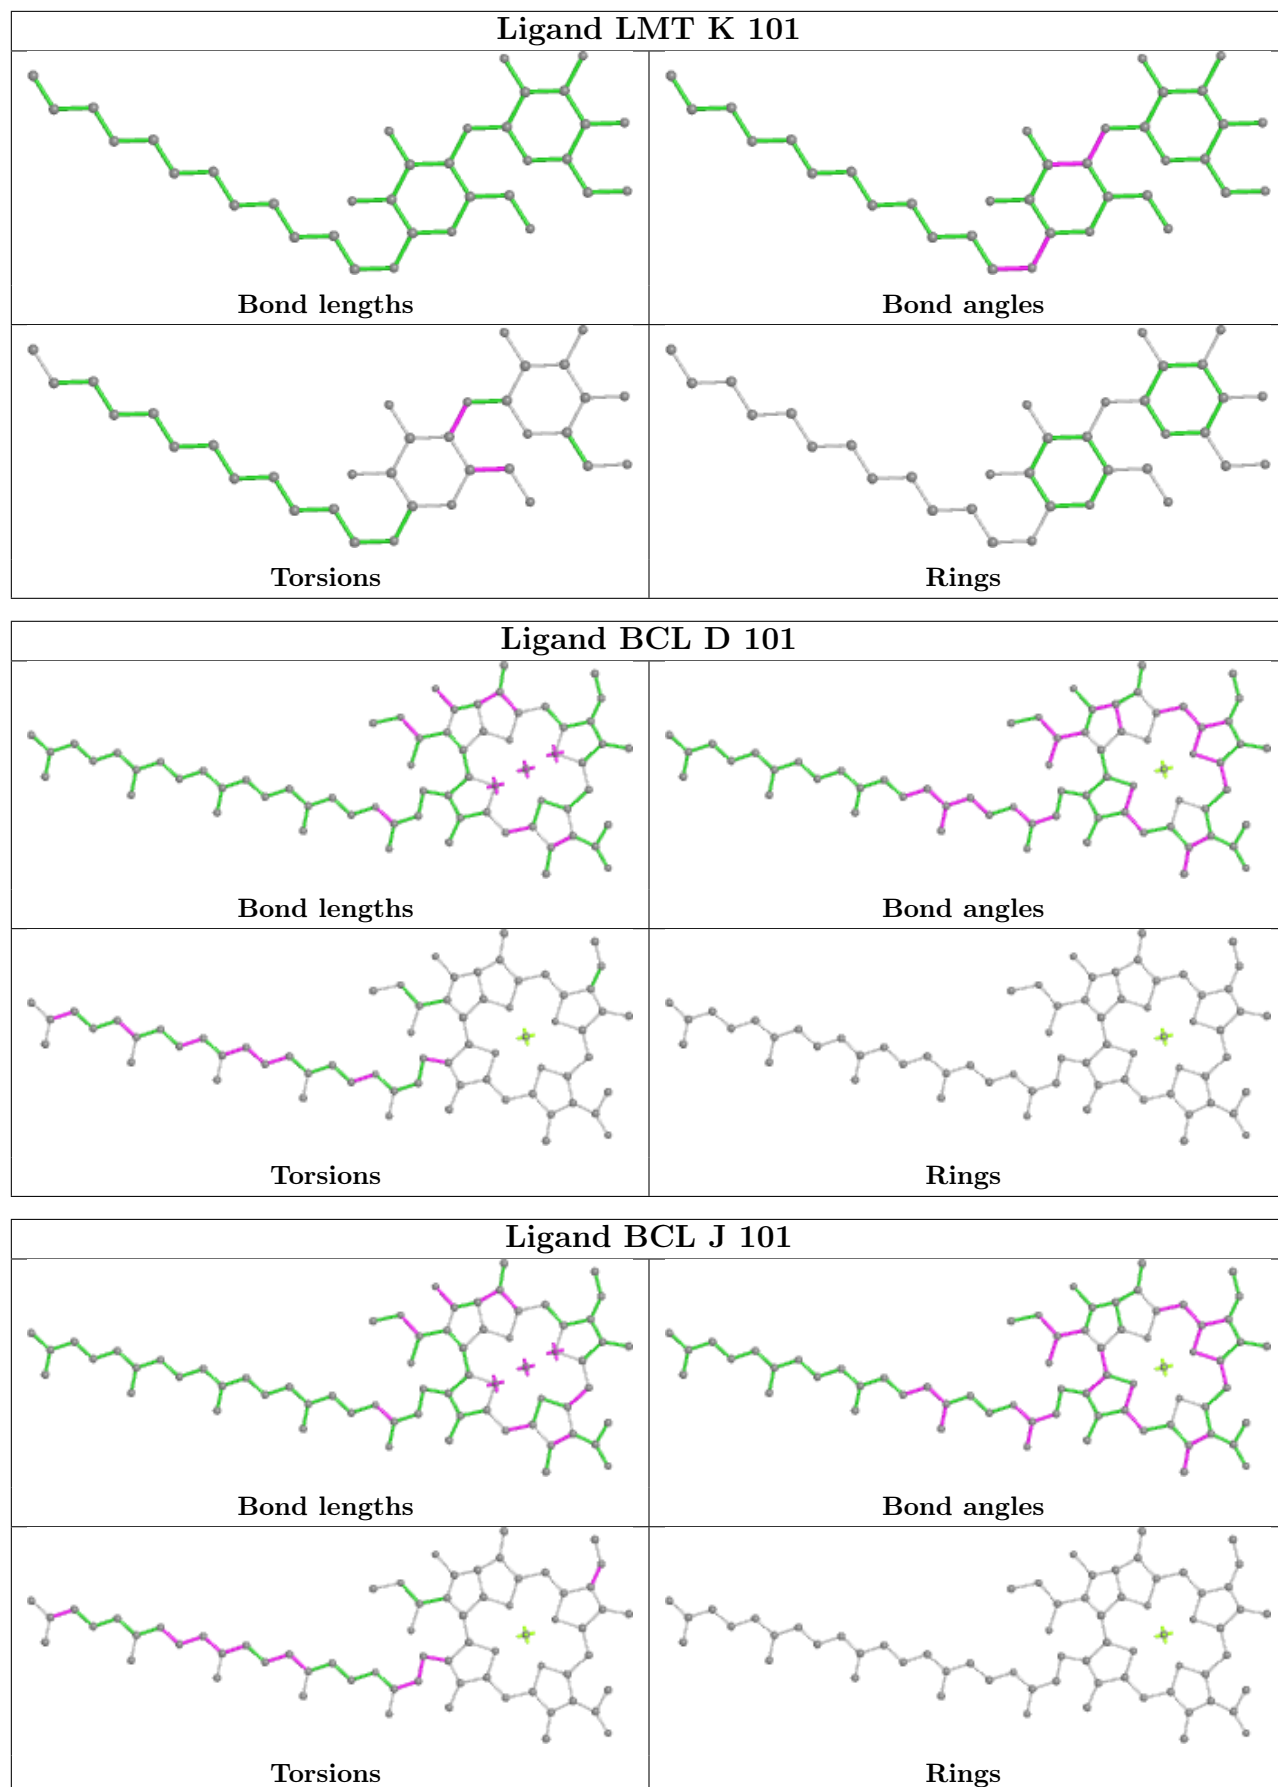 Ligand LMT K 101
Bond lengths
Bond angles
Torsions
Rings
Ligand BCL D 101
Bond lengths
Bond angles
Torsions
Rings
Ligand BCL J 101
Bond lengths
Bond angles
Torsions
Rings